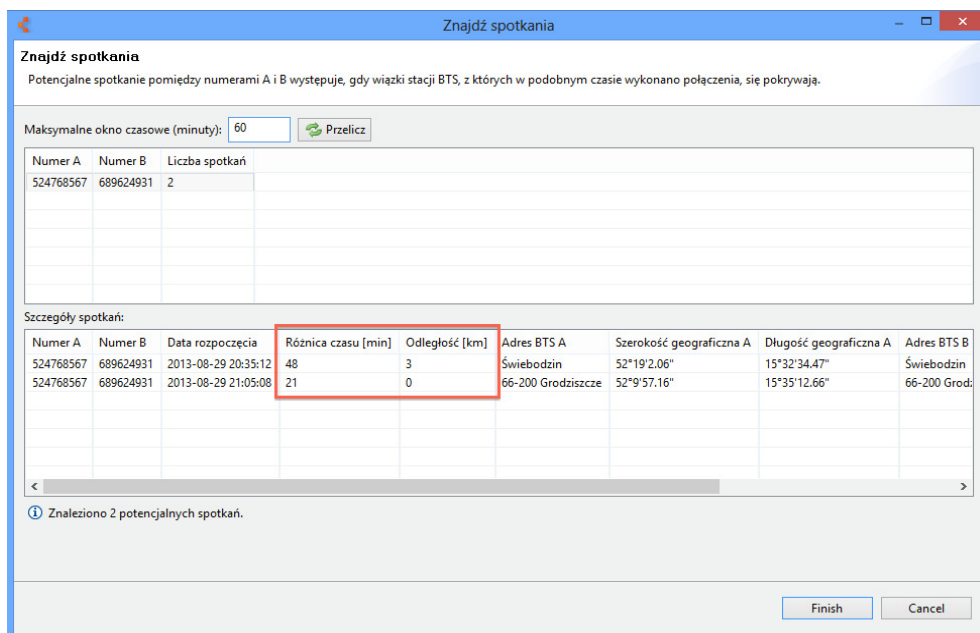 Znajdź spotkania
Znajdź spotkania
Potencjalne spotkanie pomiędzy numerami A i B występuje, gdy wiązki stacji BTS, z których w podobnym czasie wykonano połączenia, się pokrywają.
Maksymalne okno czasowe (minuty): 60 Przelicz
Numer A Numer B Liczba spotkań
524768567 689624931 2
Szczegóły spotkań:
Numer A Numer B Data rozpoczęcia Różnica czasu [min] Odległość [km] Adres BTS A Szerokość geograficzna A Długość geograficzna A Adres BTS B
524768567 689624931 2013-08-29 20:35:12 48 3 Świebodzin 52°19'2.06" 15°32'34.47" Świebodzin
524768567 689624931 2013-08-29 21:05:08 21 0 66-200 Grodziszcze 52°9'57.16" 15°35'12.66" 66-200 Grod
Znaleziono 2 potencjalnych spotkań.
Finish Cancel